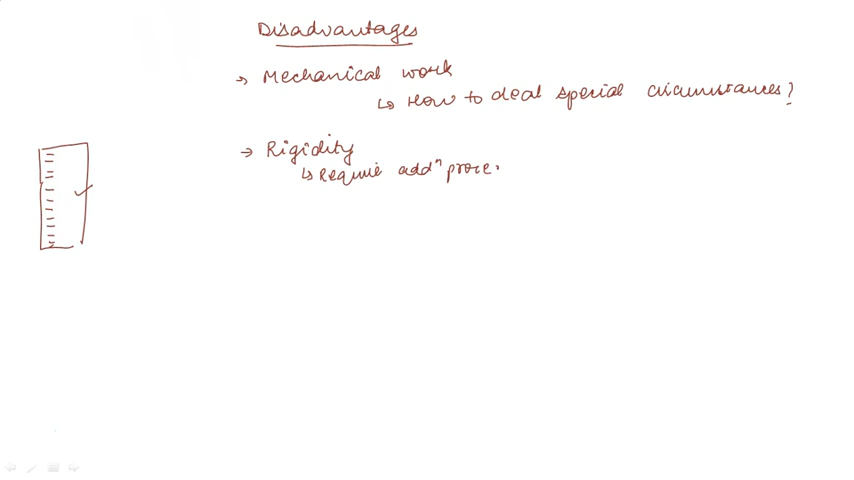 Disadvantages
→ Mechanical work
↳ How to deal special circumstances?
→ Rigidity
↳ Require addⁿ proce